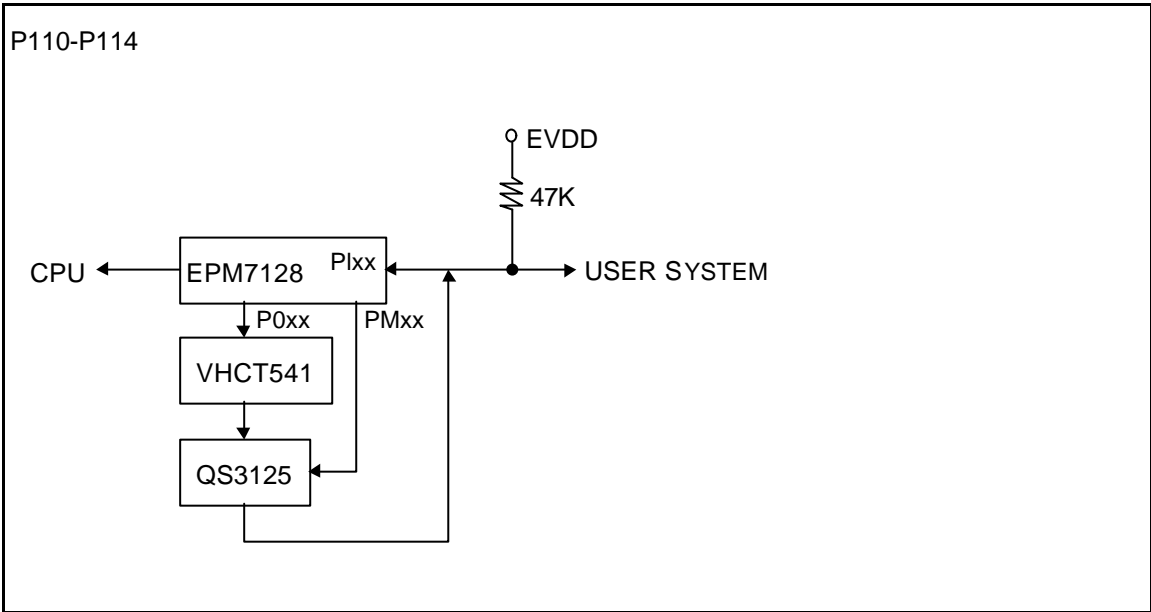 P110-P114
EVDD
47K
CPU
EPM7128
PIxx
USER SYSTEM
P0xx
PMxx
VHCT541
QS3125